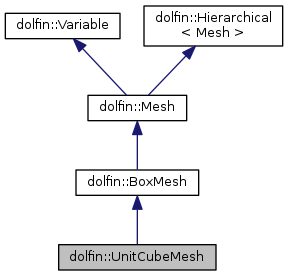 dolfin::Variable
dolfin::Hierarchical
< Mesh >
dolfin::Mesh
dolfin::BoxMesh
dolfin::UnitCubeMesh